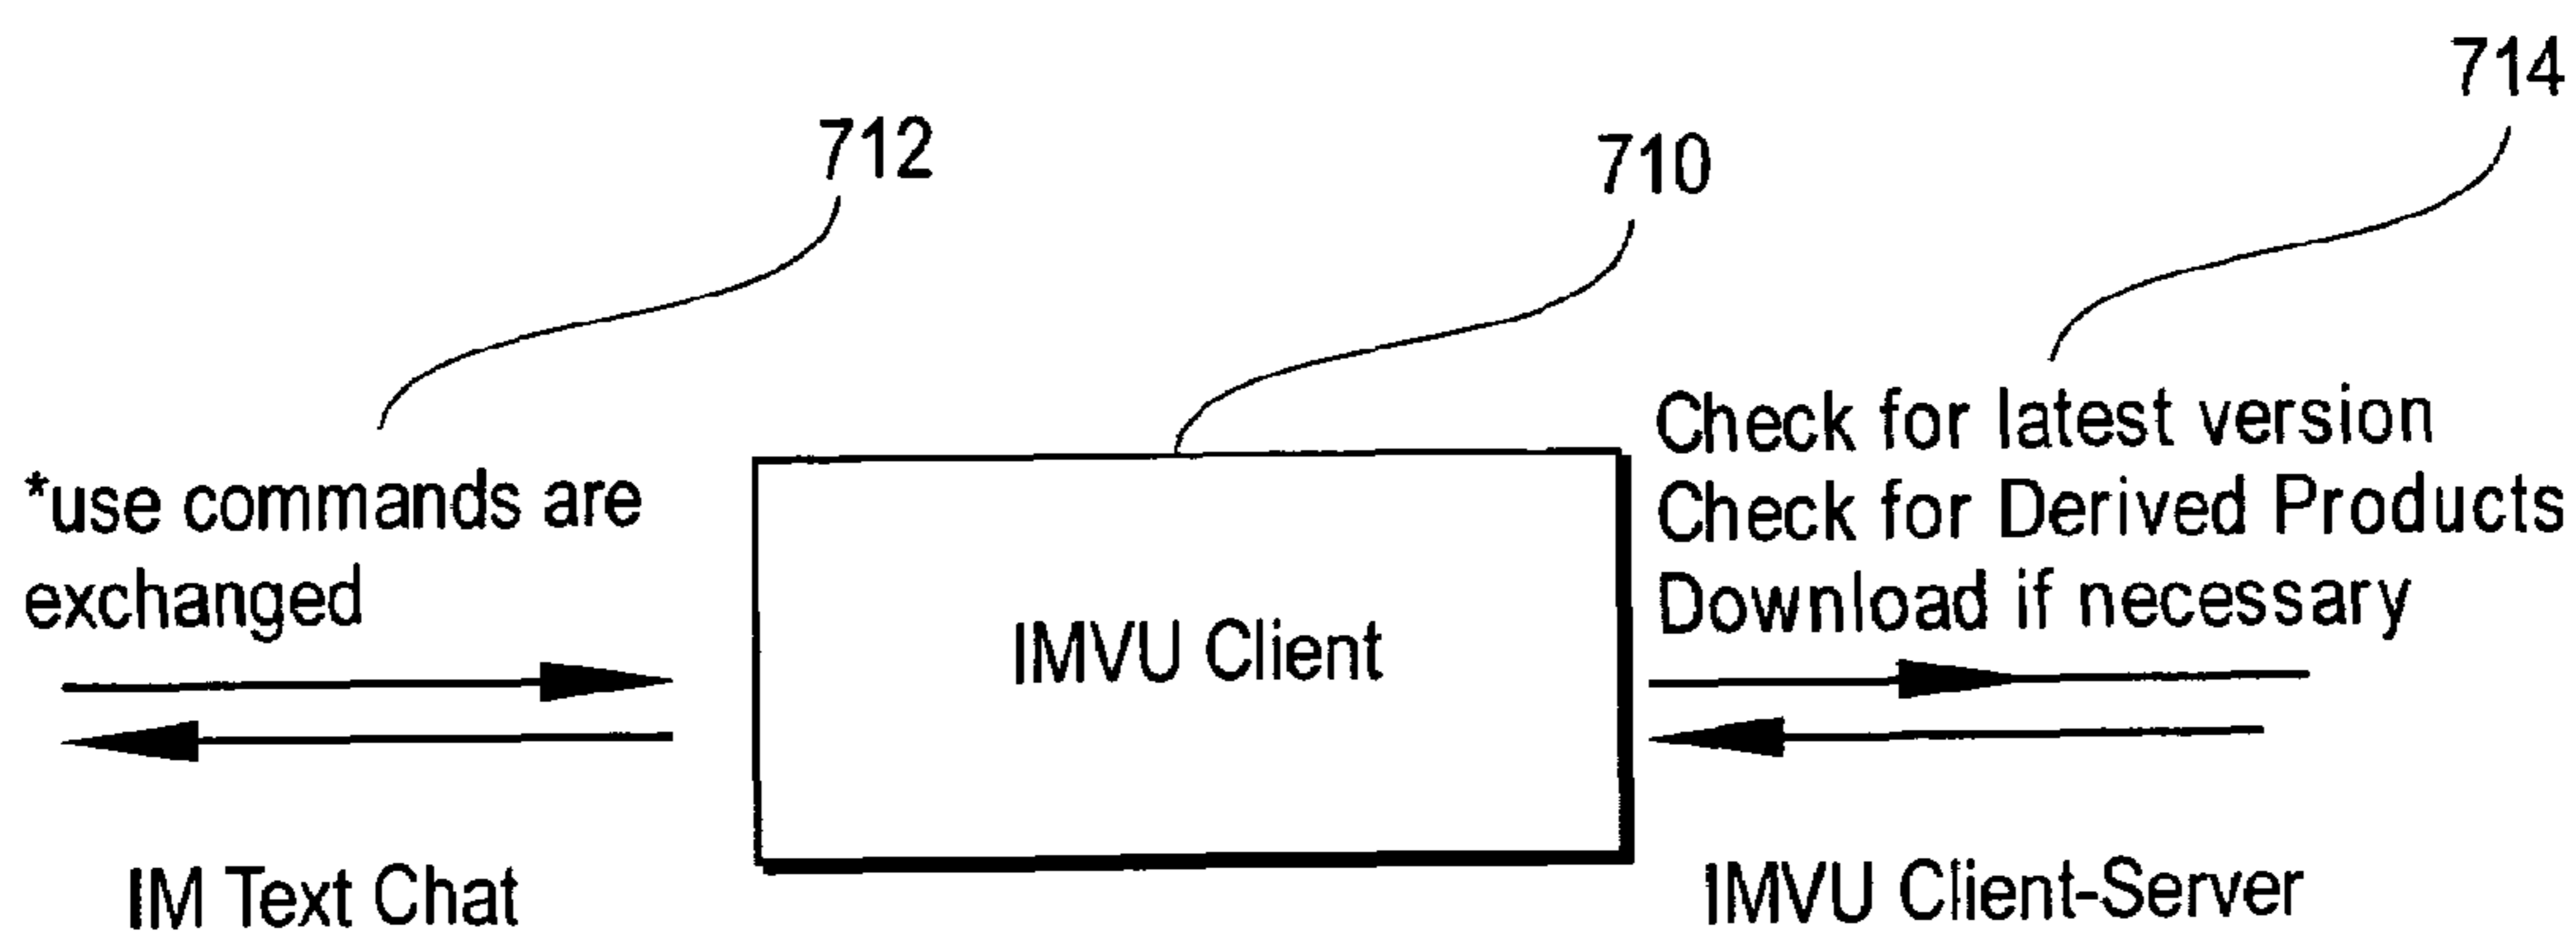 714
712
710
*use commands are
exchanged
Check for latest version
Check for Derived Products
Download if necessary
IMVU Client
IM Text Chat
IMVU Client-Server